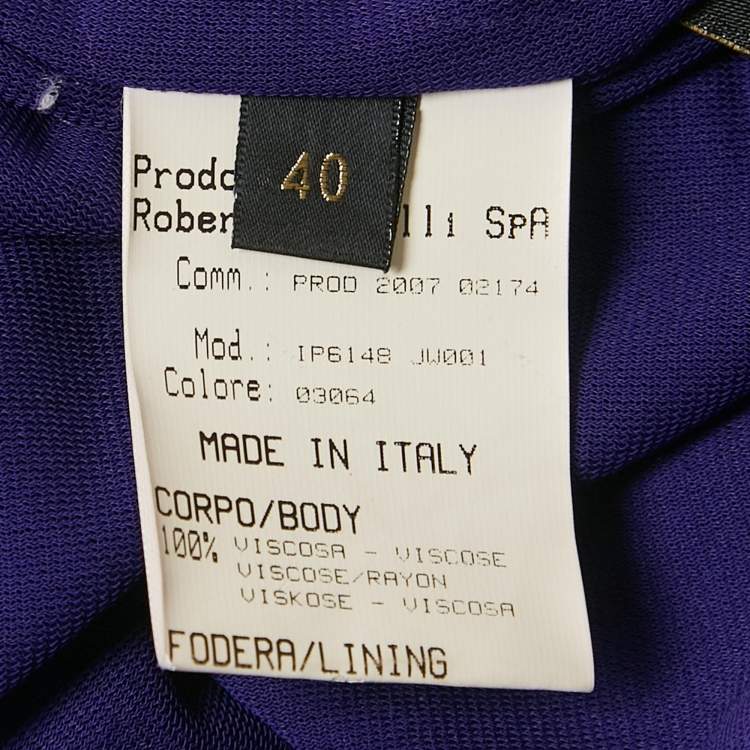 40
Prodo
Rober lli SpA
Comm.: PROD 2007 02174
Mod.: IP6148 JW001
Colore: 03064
MADE IN ITALY
CORPO/BODY
100% VISCOSA - VISCOSE
VISCOSE/RAYON
VISKOSE - VISCOSA
FODERA/LINING